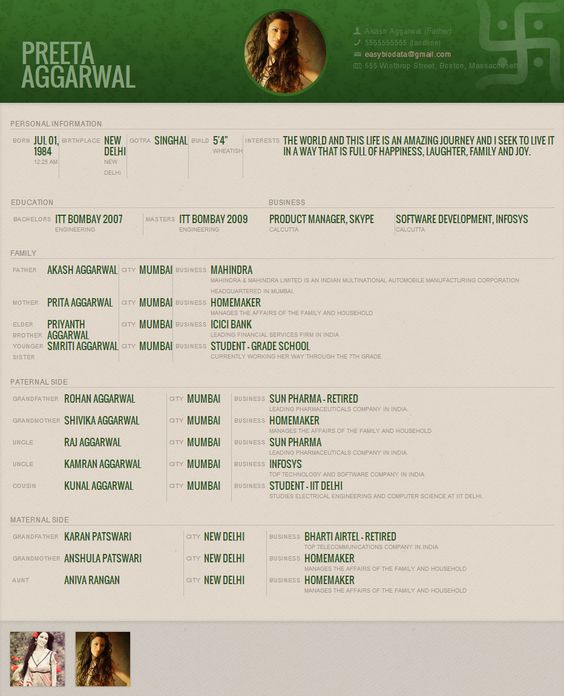 PREETA
AGGARWAL
Akash Aggarwal (Father)
5555555555 (landline)
easybiodata@gmail.com
555 Winthrop Street, Boston, Massachusetts
PERSONAL INFORMATION
BORN JUL 01, 1984 12:25 AM
BIRTHPLACE NEW DELHI NEW DELHI
GOTRA SINGHAL
BUILD 5'4" WHEATISH
INTERESTS THE WORLD AND THIS LIFE IS AN AMAZING JOURNEY AND I SEEK TO LIVE IT
IN A WAY THAT IS FULL OF HAPPINESS, LAUGHTER, FAMILY AND JOY.
EDUCATION
BACHELORS ITT BOMBAY 2007 MASTERS ITT BOMBAY 2009
ENGINEERING ENGINEERING
BUSINESS
PRODUCT MANAGER, SKYPE SOFTWARE DEVELOPMENT, INFOSYS
CALCUTTA CALCUTTA
FAMILY
FATHER AKASH AGGARWAL CITY MUMBAI BUSINESS MAHINDRA
MAHINDRA & MAHINDRA LIMITED IS AN INDIAN MULTINATIONAL AUTOMOBILE MANUFACTURING CORPORATION
HEADQUARTERED IN MUMBAI.
MOTHER PRITA AGGARWAL CITY MUMBAI BUSINESS HOMEMAKER
MANAGES THE AFFAIRS OF THE FAMILY AND HOUSEHOLD
ELDER BROTHER PRIYANTH AGGARWAL CITY MUMBAI BUSINESS ICICI BANK
LEADING FINANCIAL SERVICES FIRM IN INDIA
YOUNGER SISTER SMRITI AGGARWAL CITY MUMBAI BUSINESS STUDENT - GRADE SCHOOL
CURRENTLY WORKING HER WAY THROUGH THE 7TH GRADE.
PATERNAL SIDE
GRANDFATHER ROHAN AGGARWAL CITY MUMBAI BUSINESS SUN PHARMA - RETIRED
LEADING PHARMACEUTICALS COMPANY IN INDIA.
GRANDMOTHER SHIVIKA AGGARWAL CITY MUMBAI BUSINESS HOMEMAKER
MANAGES THE AFFAIRS OF THE FAMILY AND HOUSEHOLD
UNCLE RAJ AGGARWAL CITY MUMBAI BUSINESS SUN PHARMA
LEADING PHARMACEUTICALS COMPANY IN INDIA.
UNCLE KAMRAN AGGARWAL CITY MUMBAI BUSINESS INFOSYS
TOP TECHNOLOGY AND SOFTWARE COMPANY IN INDIA.
COUSIN KUNAL AGGARWAL CITY MUMBAI BUSINESS STUDENT - IIT DELHI
STUDIES ELECTRICAL ENGINEERING AND COMPUTER SCIENCE AT IIT DELHI.
MATERNAL SIDE
GRANDFATHER KARAN PATSWARI CITY NEW DELHI BUSINESS BHARTI AIRTEL - RETIRED
TOP TELECOMMUNICATIONS COMPANY IN INDIA
GRANDMOTHER ANSHULA PATSWARI CITY NEW DELHI BUSINESS HOMEMAKER
MANAGES THE AFFAIRS OF THE FAMILY AND HOUSEHOLD
AUNT ANIVA RANGAN CITY NEW DELHI BUSINESS HOMEMAKER
MANAGES THE AFFAIRS OF THE FAMILY AND HOUSEHOLD